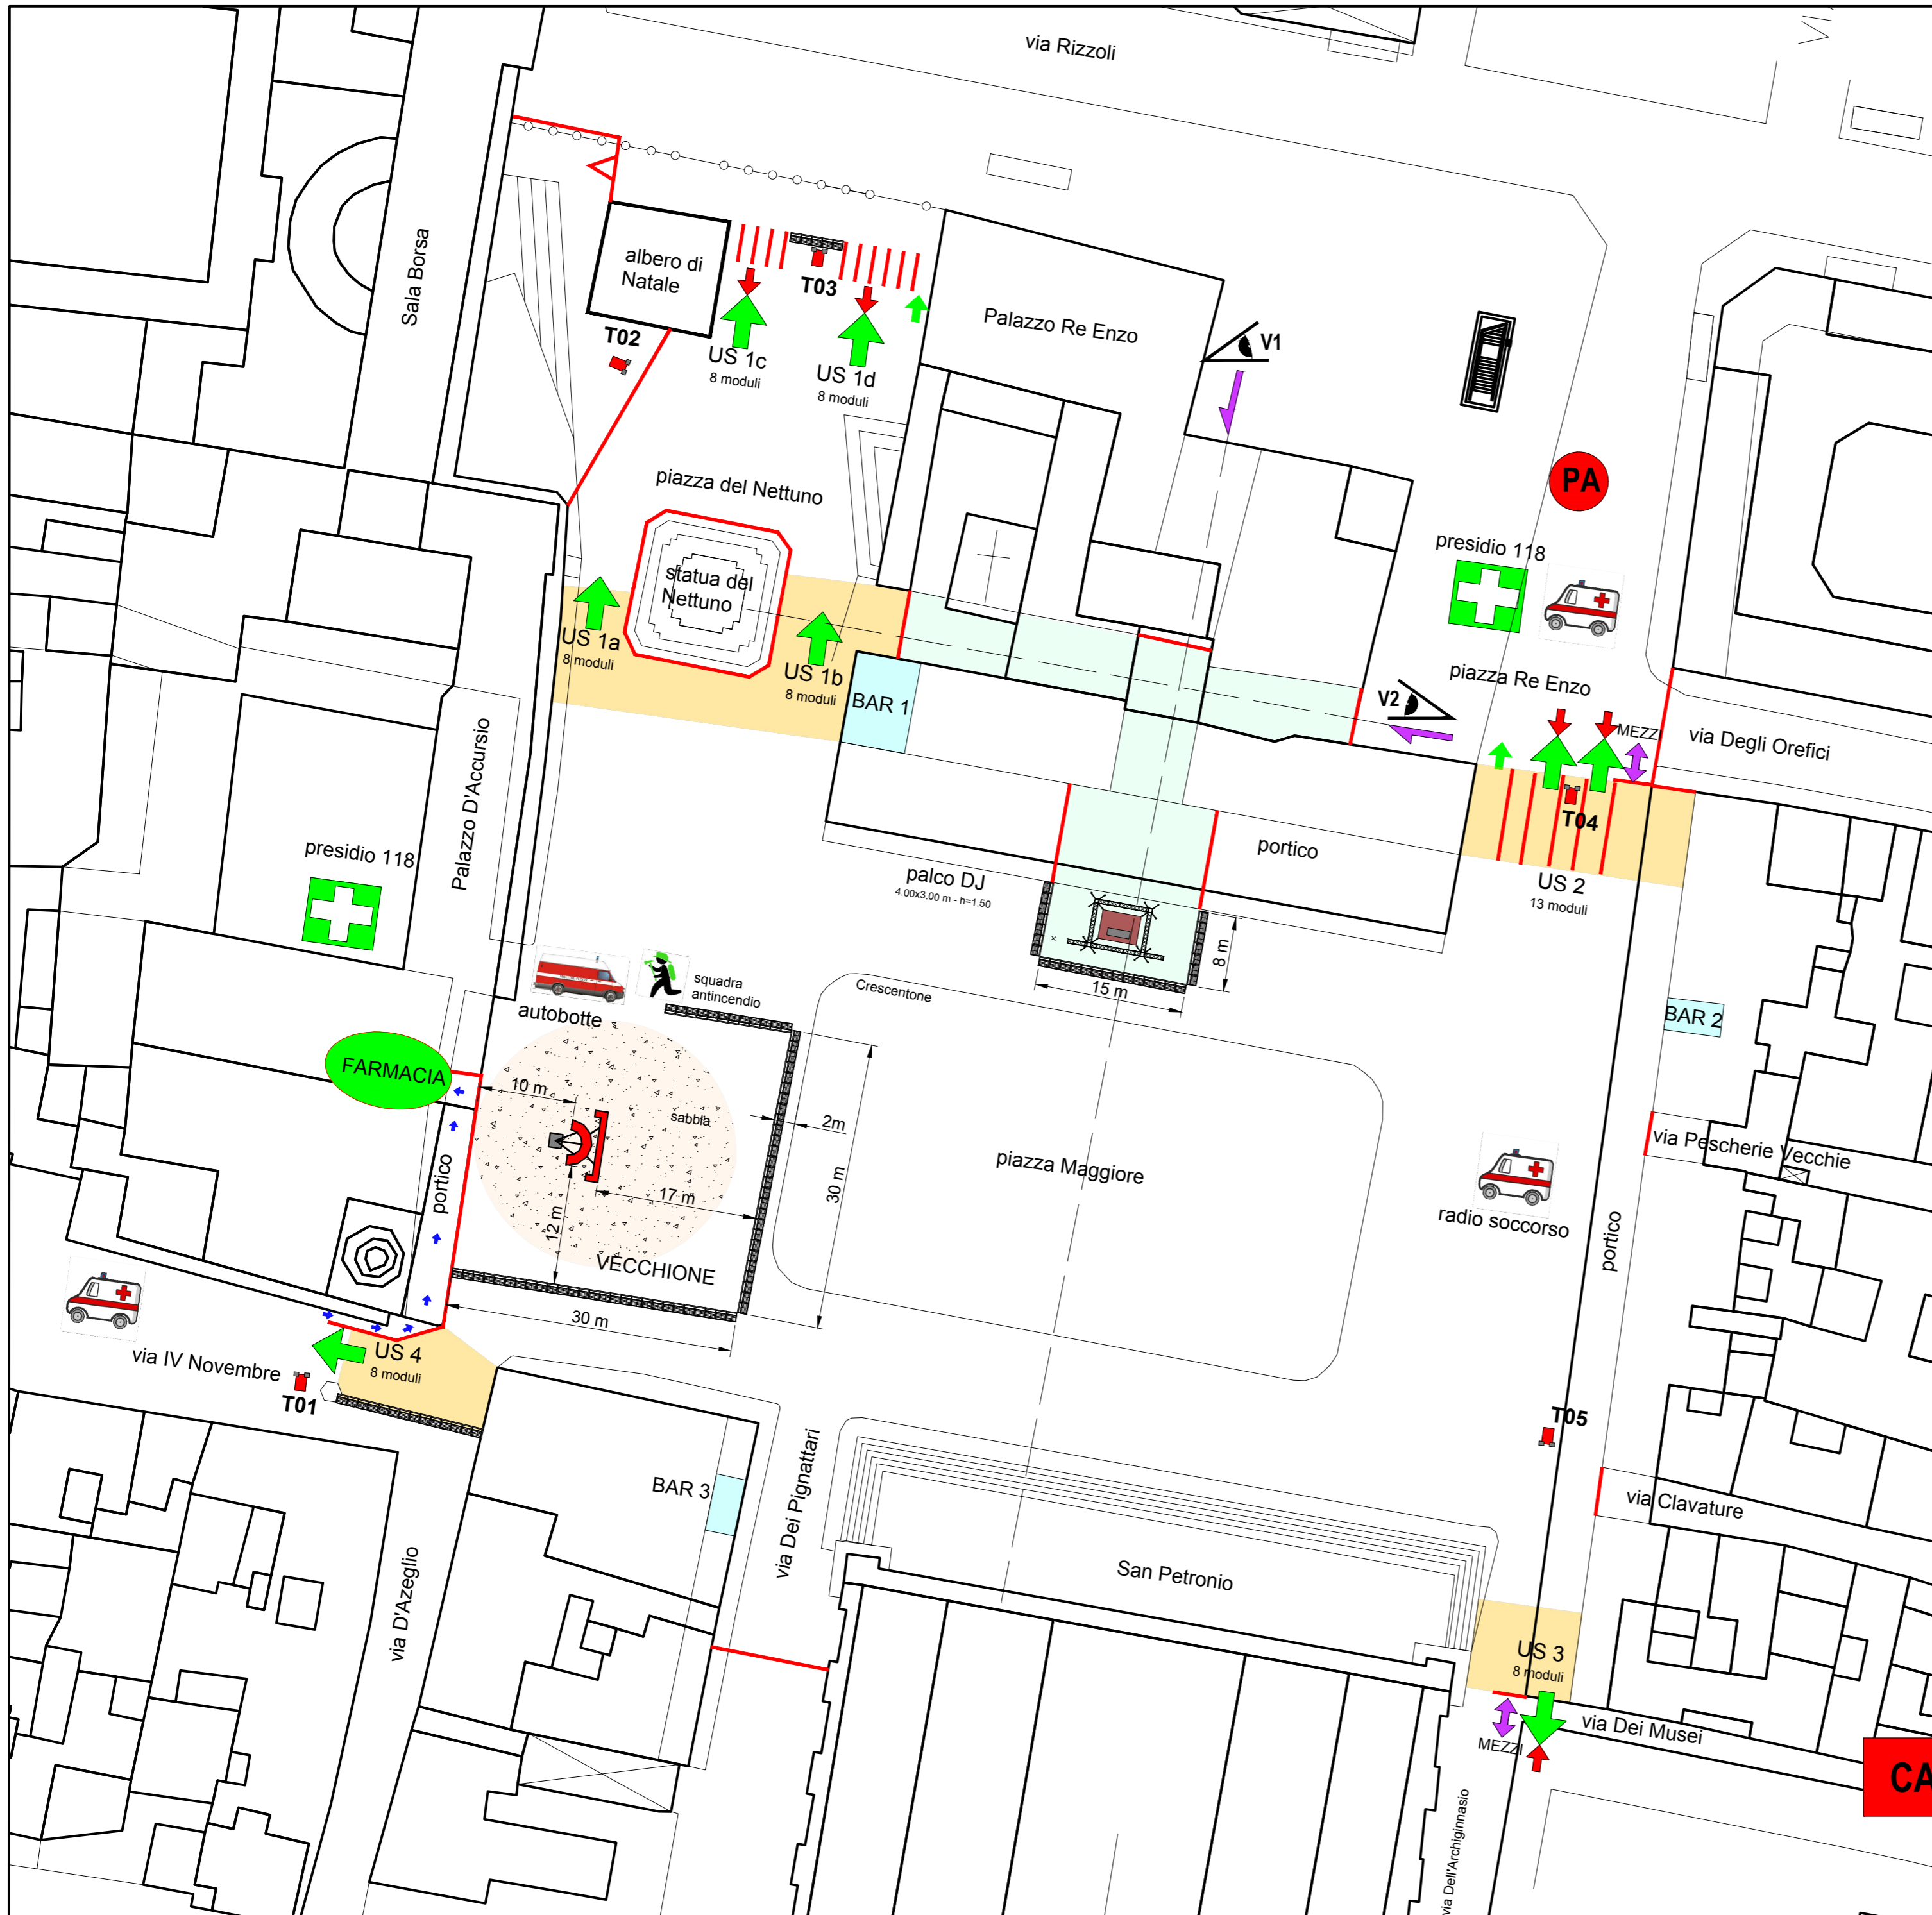 via Rizzoli
Sala Borsa
albero di
Natale
T02
T03
US 1c
8 moduli
US 1d
8 moduli
Palazzo Re Enzo
V1
PA
piazza del Nettuno
presidio 118
statua del
Nettuno
US 1a
8 moduli
US 1b
8 moduli
BAR 1
piazza Re Enzo
V2
MEZZI
via Degli Orefici
T04
US 2
13 moduli
Palazzo D'Accursio
presidio 118
portico
palco DJ
4.00x3.00 m - h=1.50
8 m
15 m
Crescentone
squadra
antincendio
autobotte
BAR 2
FARMACIA
10 m
sabbia
2m
30 m
17 m
12 m
VECCHIONE
30 m
portico
piazza Maggiore
via Pescherie Vecchie
radio soccorso
portico
via IV Novembre
US 4
8 moduli
T01
T05
BAR 3
via Dei Pignattari
via Clavature
via D'Azeglio
San Petronio
US 3
8 moduli
via Dei Musei
MEZZI
CA
via Dell'Archiginnasio